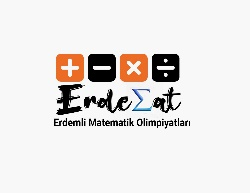 + − × ÷
ErdeΣat
Erdemli Matematik Olimpiyatları